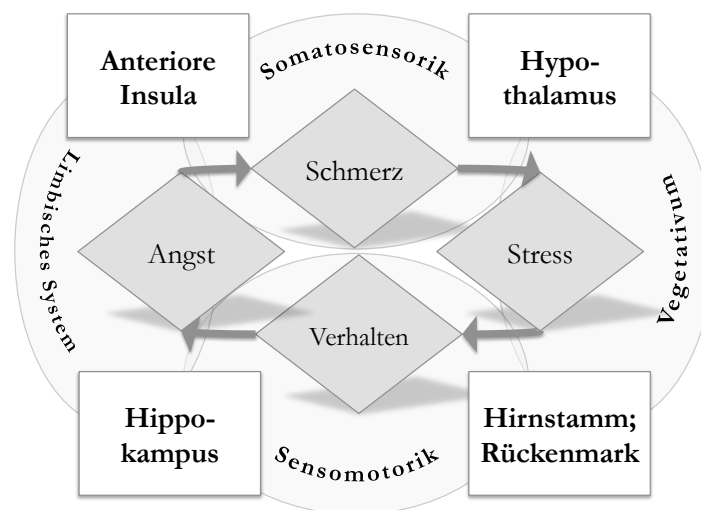 Anteriore
Insula
Somatosensorik
Hypo-
thalamus
Limbisches System
Schmerz
Vegetativum
Angst
Stress
Verhalten
Hippo-
kampus
Sensomotorik
Hirnstamm;
Rückenmark